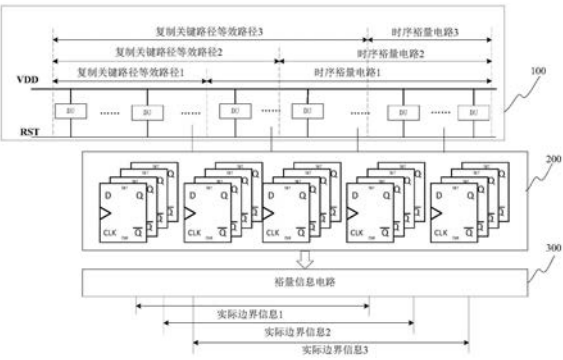 复制关键路径等效路径3 时序裕量电路3
复制关键路径等效路径2 时序裕量电路2
VDD 复制关键路径等效路径1 时序裕量电路1
100
DU …… DU DU …… DU …… DU …… DU
RST
200
D Q D Q D Q D Q D Q
CLK Q CLK Q CLK Q CLK Q CLK Q
300
裕量信息电路
实际边界信息1
实际边界信息2
实际边界信息3